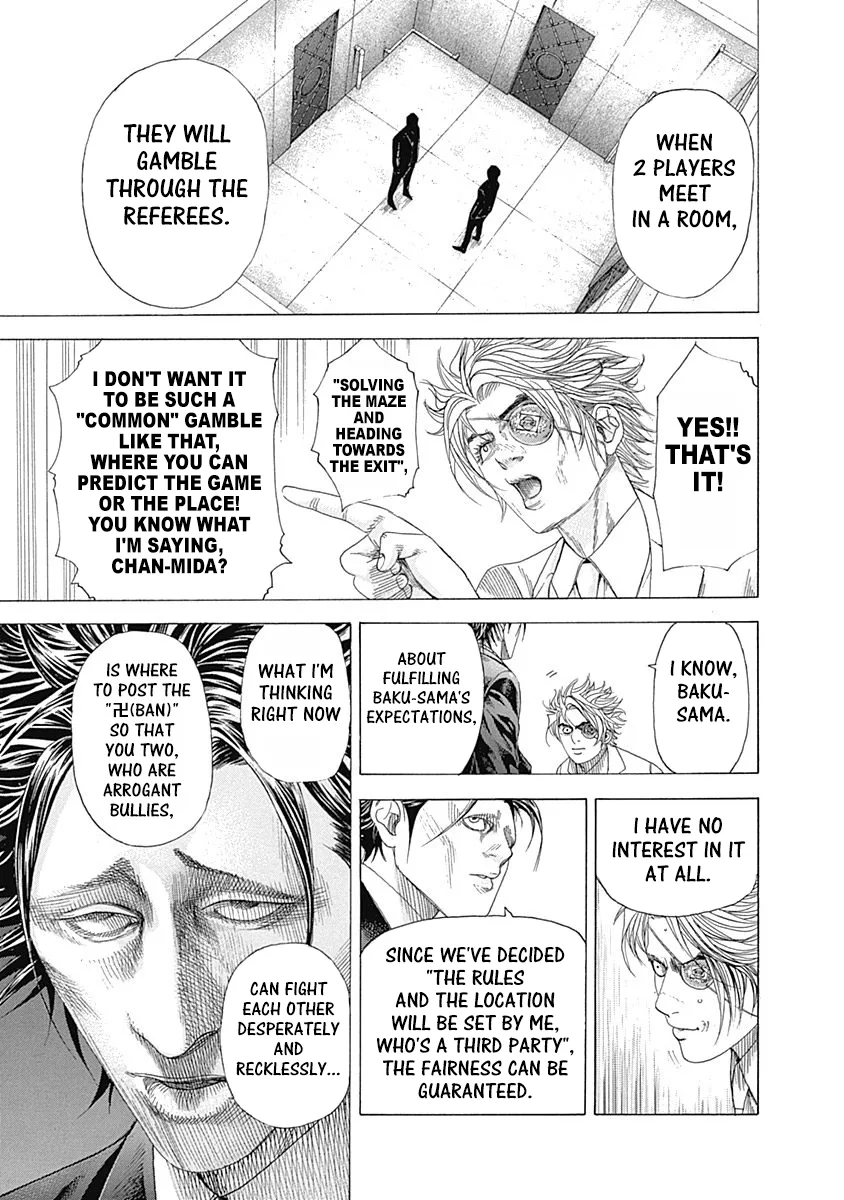 WHEN
2 PLAYERS
MEET
IN A ROOM,
THEY WILL
GAMBLE
THROUGH THE
REFEREES.
YES!!
THAT'S
IT!
"SOLVING
THE MAZE
AND
HEADING
TOWARDS
THE EXIT",
I DON'T WANT IT
TO BE SUCH A
"COMMON" GAMBLE
LIKE THAT,
WHERE YOU CAN
PREDICT THE GAME
OR THE PLACE!
YOU KNOW WHAT
I'M SAYING,
CHAN-MIDA?
I KNOW,
BAKU-
SAMA.
ABOUT
FULFILLING
BAKU-SAMA'S
EXPECTATIONS,
I HAVE NO
INTEREST IN IT
AT ALL.
SINCE WE'VE DECIDED
"THE RULES
AND THE LOCATION
WILL BE SET BY ME,
WHO'S A THIRD PARTY",
THE FAIRNESS CAN BE
GUARANTEED.
WHAT I'M
THINKING
RIGHT NOW
IS WHERE
TO POST THE
"卍(BAN)"
SO THAT
YOU TWO,
WHO ARE
ARROGANT
BULLIES,
CAN FIGHT
EACH OTHER
DESPERATELY
AND
RECKLESSLY...